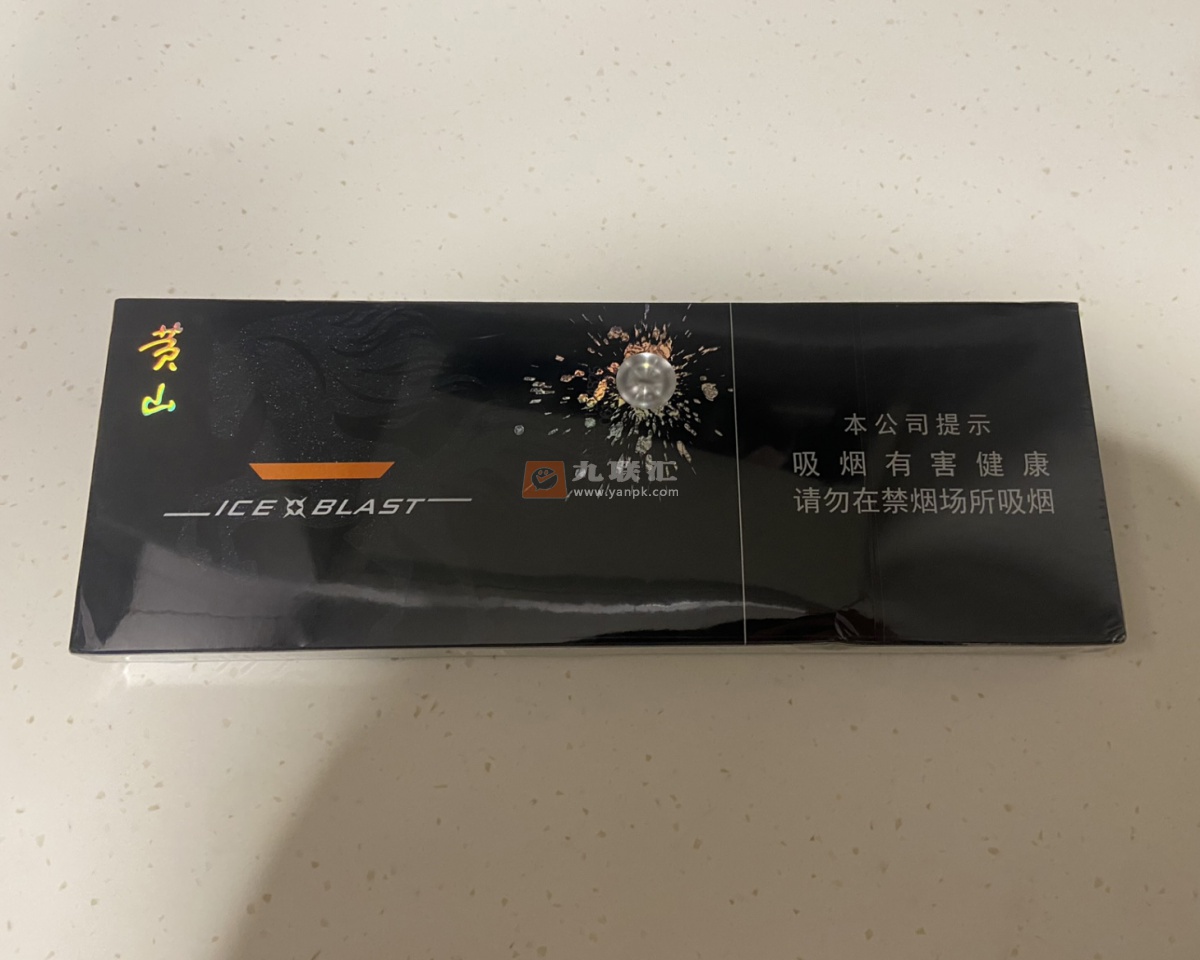 黄山
ICE BLAST
九联汇
www.yanpk.com
本公司提示
吸烟有害健康
请勿在禁烟场所吸烟